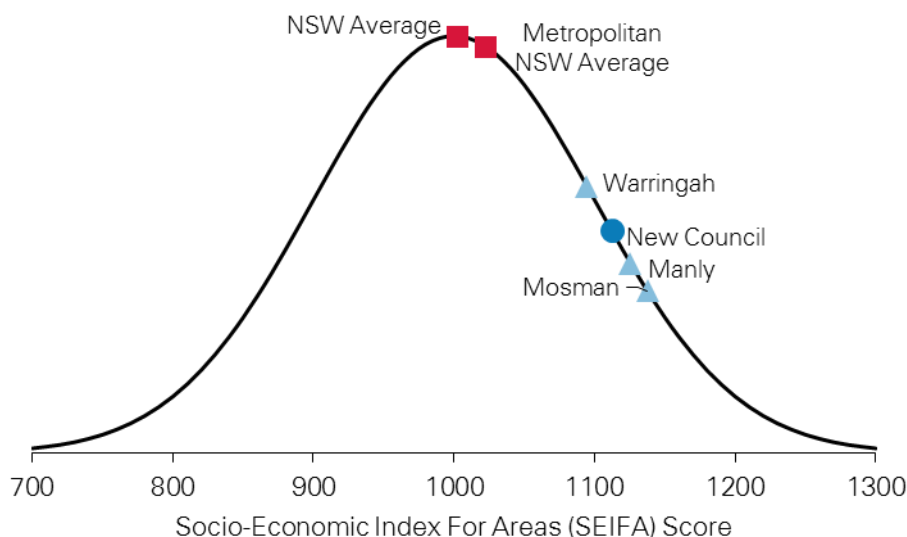 NSW Average
Metropolitan
NSW Average
Warringah
New Council
Manly
Mosman
700 800 900 1000 1100 1200 1300
Socio-Economic Index For Areas (SEIFA) Score